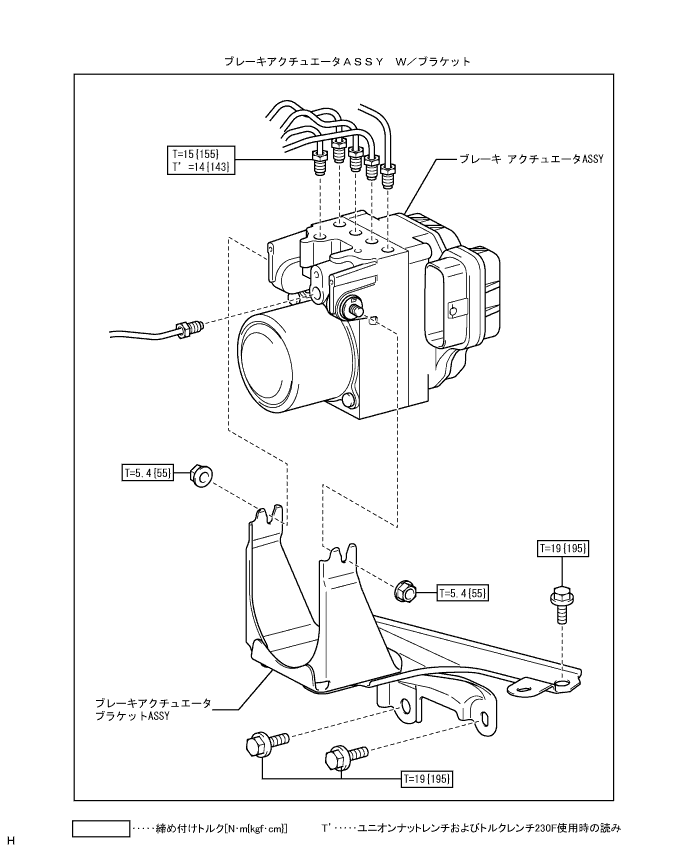 ブレーキアクチュエータASSY W/ブラケット
T=15{155}
T'=14{143}
ブレーキ アクチュエータASSY
T=5.4{55}
T=19{195}
T=5.4{55}
ブレーキアクチュエータ
ブラケットASSY
T=19{195}
‥‥‥締め付けトルク[N・m{kgf・cm}] T'‥‥‥ユニオンナットレンチおよびトルクレンチ230F使用時の読み
H